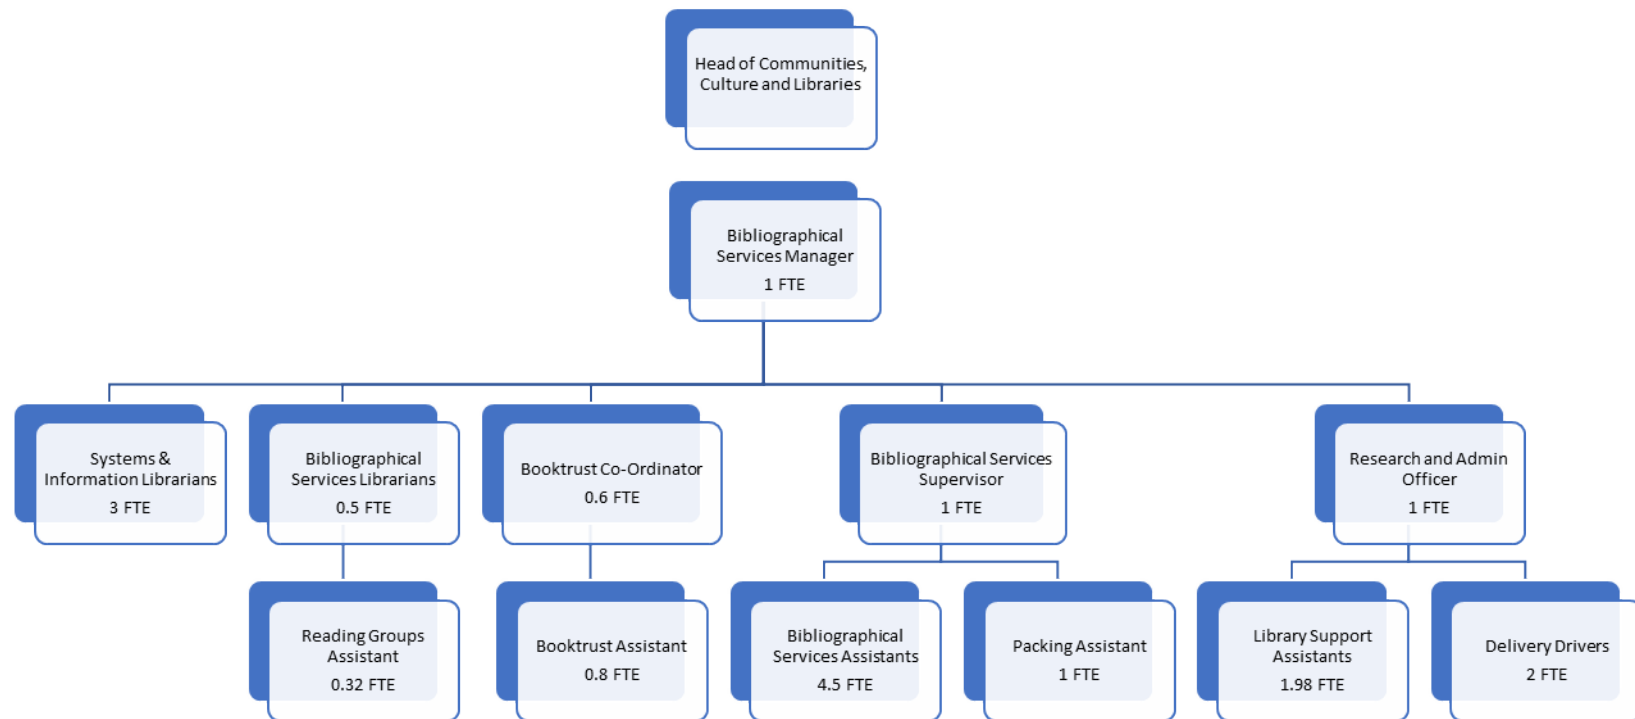 Head of Communities,
Culture and Libraries
Bibliographical
Services Manager
1 FTE
Systems &
Information Librarians
3 FTE
Bibliographical
Services Librarians
0.5 FTE
Booktrust Co-Ordinator
0.6 FTE
Bibliographical Services
Supervisor
1 FTE
Research and Admin
Officer
1 FTE
Reading Groups
Assistant
0.32 FTE
Booktrust Assistant
0.8 FTE
Bibliographical
Services Assistants
4.5 FTE
Packing Assistant
1 FTE
Library Support
Assistants
1.98 FTE
Delivery Drivers
2 FTE